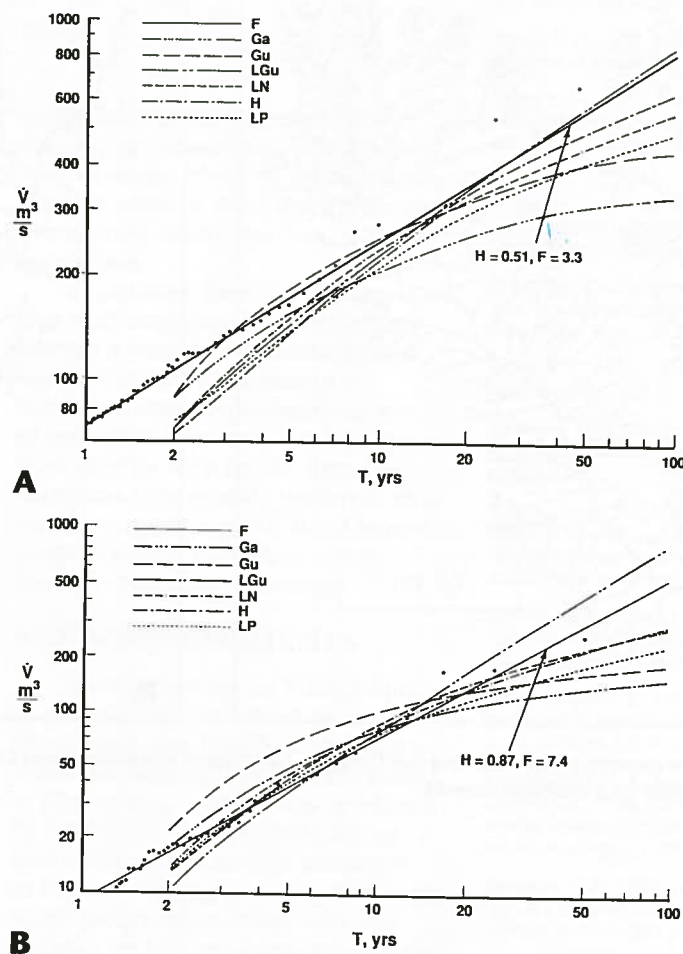 1000
800
600
400
300
200
100
80
V̇
m³
s
F
Ga
Gu
LGu
LN
H
LP
H = 0.51, F = 3.3
1 2 5 10 20 50 100
T, yrs
A
1000
500
200
100
50
20
10
V̇
m³
s
F
Ga
Gu
LGu
LN
H
LP
H = 0.87, F = 7.4
1 2 5 10 20 50 100
T, yrs
B